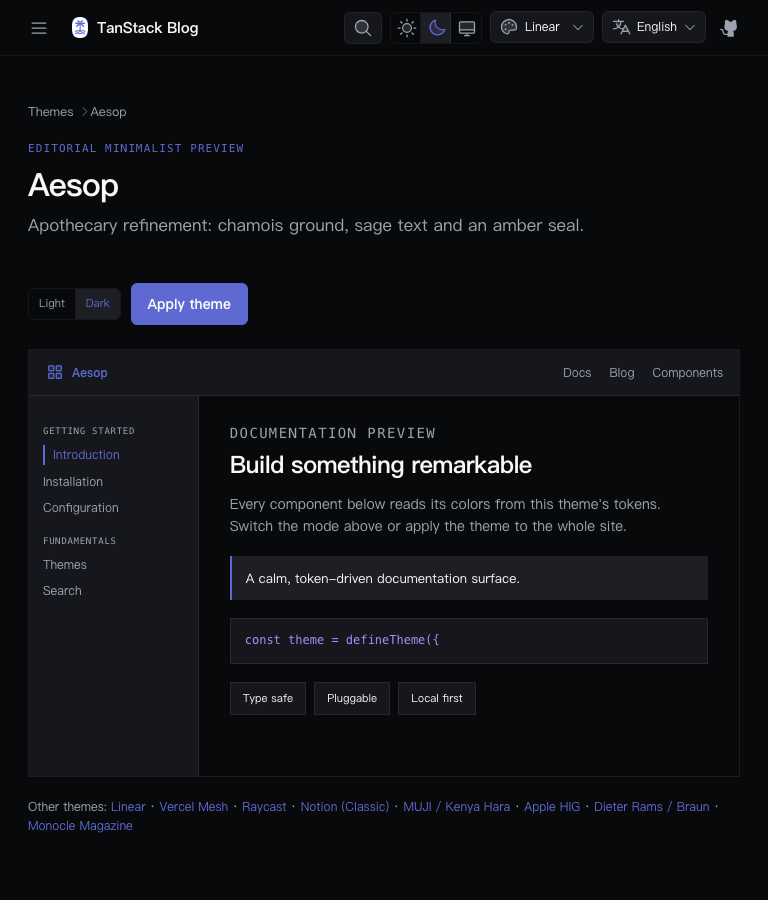 TanStack Blog
Linear
English
Themes
Aesop
EDITORIAL MINIMALIST PREVIEW
Aesop
Apothecary refinement: chamois ground, sage text and an amber seal.
Light
Dark
Apply theme
Aesop
Docs
Blog
Components
GETTING STARTED
Introduction
Installation
Configuration
FUNDAMENTALS
Themes
Search
DOCUMENTATION PREVIEW
Build something remarkable
Every component below reads its colors from this theme's tokens.
Switch the mode above or apply the theme to the whole site.
A calm, token-driven documentation surface.
const theme = defineTheme({
Type safe
Pluggable
Local first
Other themes: Linear · Vercel Mesh · Raycast · Notion (Classic) · MUJI / Kenya Hara · Apple HIG · Dieter Rams / Braun ·
Monocle Magazine